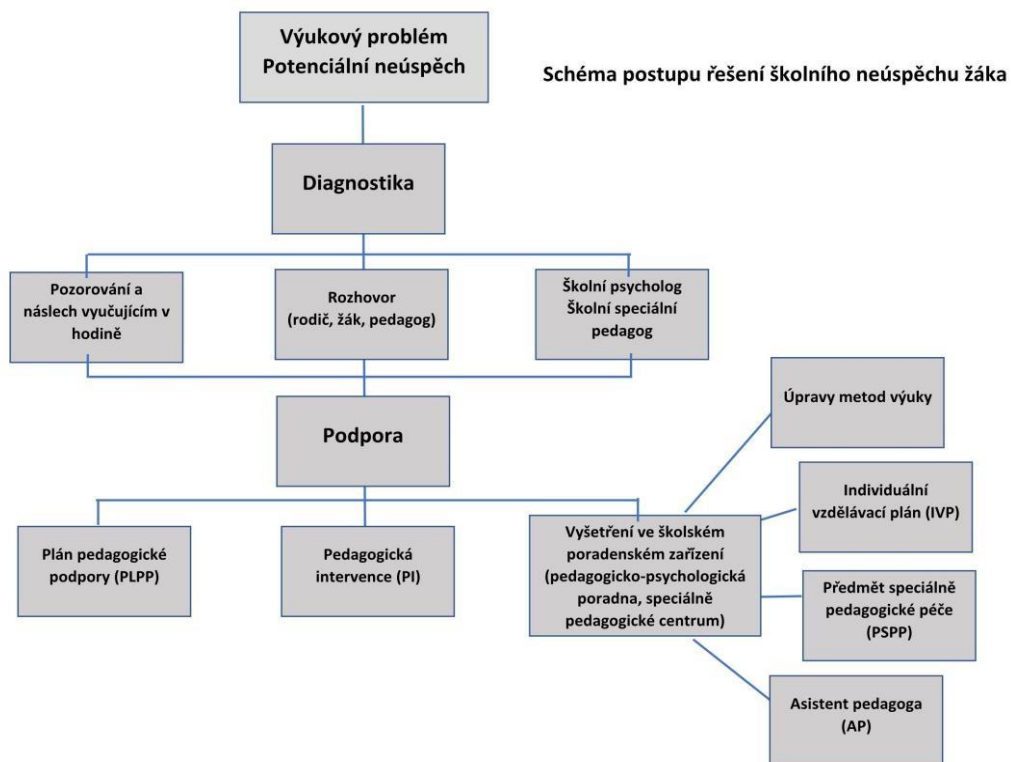 Výukový problém
Potenciální neúspěch
Schéma postupu řešení školního neúspěchu žáka
Diagnostika
Pozorování a
náslech vyučujícím v
hodině
Rozhovor
(rodič, žák, pedagog)
Školní psycholog
Školní speciální
pedagog
Podpora
Úpravy metod výuky
Individuální
vzdělávací plán (IVP)
Plán pedagogické
podpory (PLPP)
Pedagogická
intervence (PI)
Vyšetření ve školském
poradenském zařízení
(pedagogicko-psychologická
poradna, speciálně
pedagogické centrum)
Předmět speciálně
pedagogické péče
(PSPP)
Asistent pedagoga
(AP)